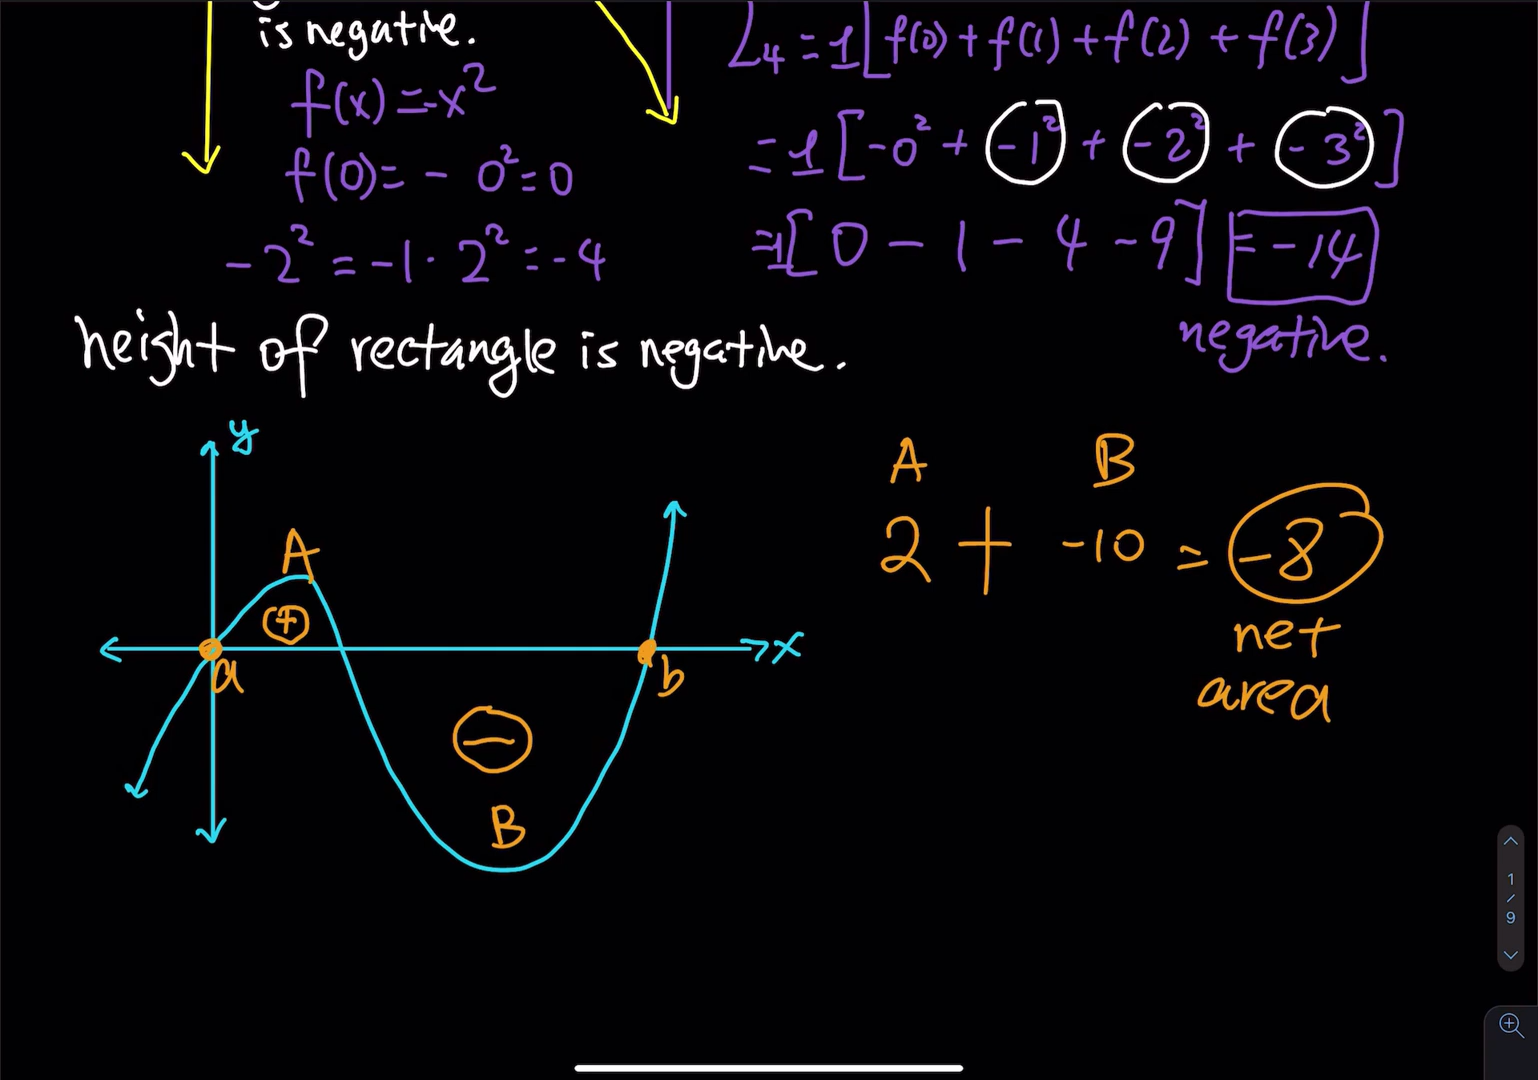 is negative.
f(x) = -x²
f(0) = - 0² = 0
-2² = -1 · 2² = -4
L₄ = 1[f(0) + f(1) + f(2) + f(3)]
= 1[-0² + -1² + -2² + -3²]
= 1[0 - 1 - 4 - 9] = -14
negative.
height of rectangle is negative.
y
A
+
a
b
x
−
B
A B
2 + -10 = -8
net
area
1
/
9